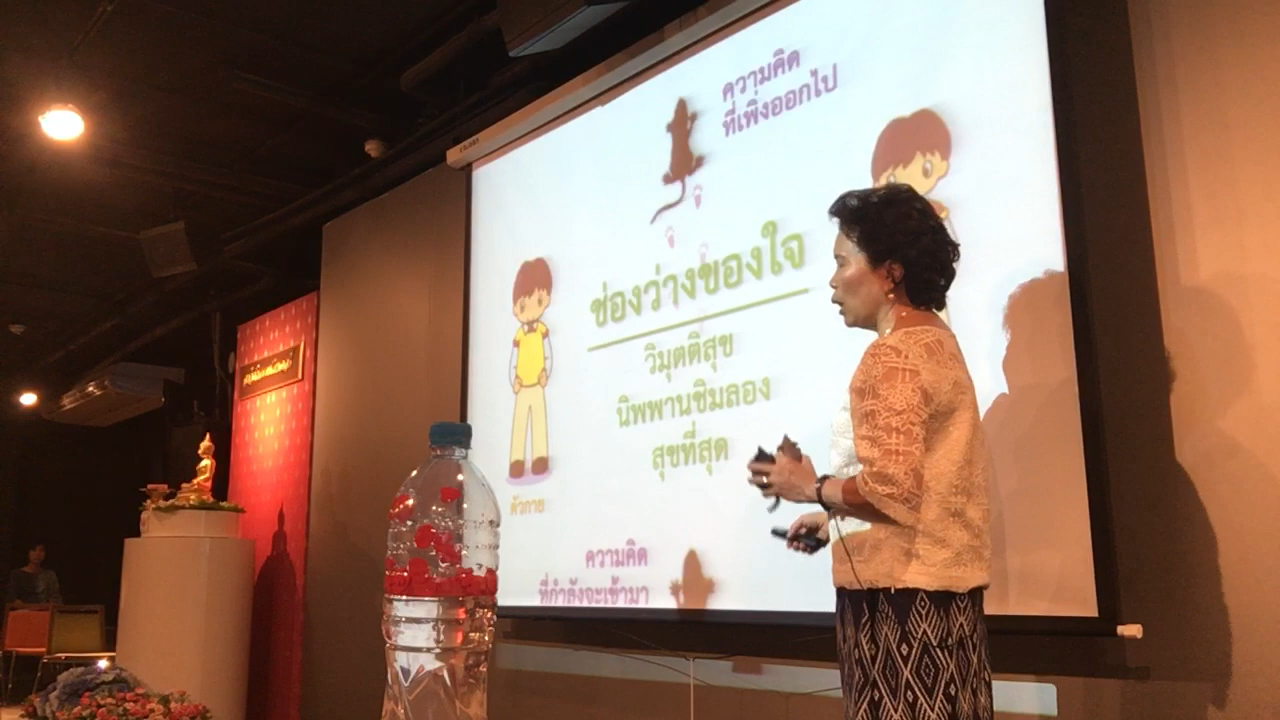 ความคิด
ที่เพิ่งออกไป
ช่องว่างของใจ
วิมุตติสุข
นิพพานชิมลอง
สุขที่สุด
ตัวกาย
ความคิด
ที่กำลังจะเข้ามา